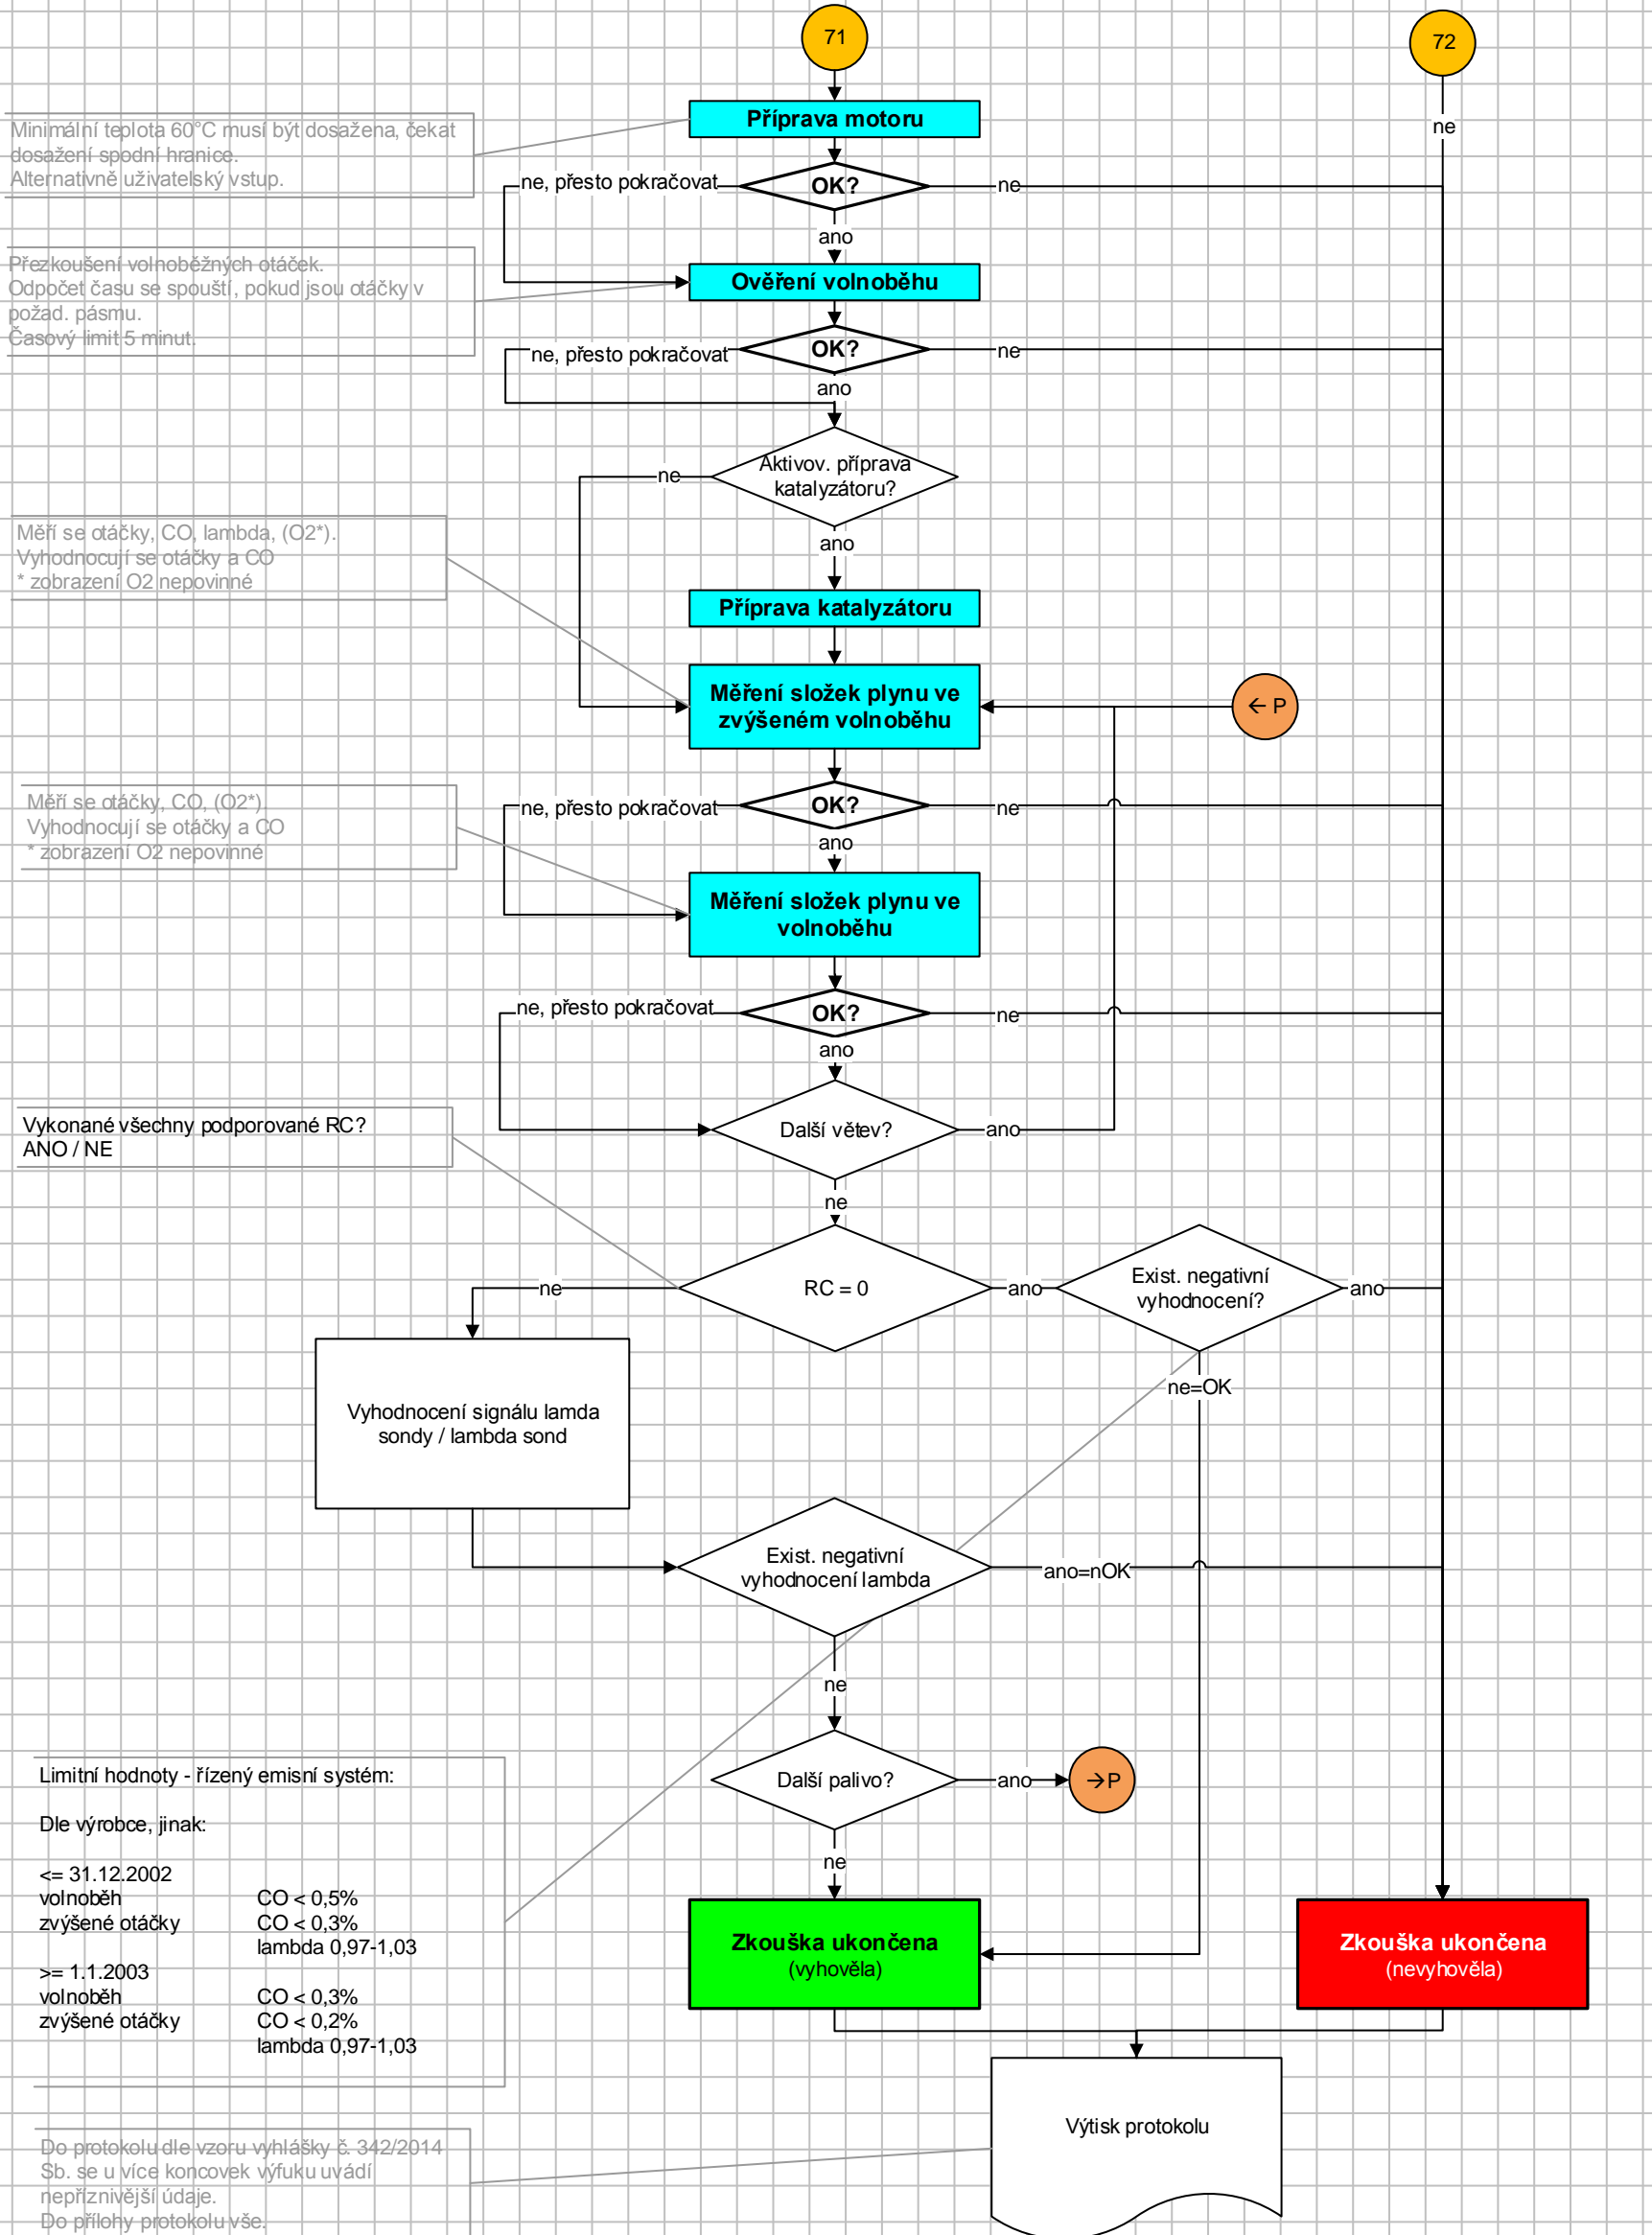 71
72
ne
Příprava motoru
Minimální teplota 60°C musí být dosažena, čekat
dosažení spodní hranice.
Alternativně uživatelský vstup.
ne, přesto pokračovat
OK?
ne
ano
Přezkoušení volnoběžných otáček.
Odpočet času se spouští, pokud jsou otáčky v
požad. pásmu.
Časový limit 5 minut.
Ověření volnoběhu
ne, přesto pokračovat
OK?
ne
ano
Aktivov. příprava
katalyzátoru?
ne
ano
Měří se otáčky, CO, lambda, (O2*).
Vyhodnocují se otáčky a CO
* zobrazení O2 nepovinné
Příprava katalyzátoru
Měření složek plynu ve
zvýšeném volnoběhu
← P
Měří se otáčky, CO, (O2*).
Vyhodnocují se otáčky a CO
* zobrazení O2 nepovinné
ne, přesto pokračovat
OK?
ne
ano
Měření složek plynu ve
volnoběhu
ne, přesto pokračovat
OK?
ne
ano
Další větev?
ano
ne
Vykonané všechny podporované RC?
ANO / NE
ne
RC = 0
ano
Exist. negativní
vyhodnocení?
ano
ne=OK
Vyhodnocení signálu lamda
sondy / lambda sond
Exist. negativní
vyhodnocení lambda
ano=nOK
ne
Další palivo?
ano
→P
ne
Limitní hodnoty - řízený emisní systém:
Dle výrobce, jinak:
<= 31.12.2002
volnoběh CO < 0,5%
zvýšené otáčky CO < 0,3%
lambda 0,97-1,03
>= 1.1.2003
volnoběh CO < 0,3%
zvýšené otáčky CO < 0,2%
lambda 0,97-1,03
Zkouška ukončena
(vyhověla)
Zkouška ukončena
(nevyhověla)
Výtisk protokolu
Do protokolu dle vzoru vyhlášky č. 342/2014
Sb. se u více koncovek výfuku uvádí
nepříznivější údaje.
Do přílohy protokolu vše.